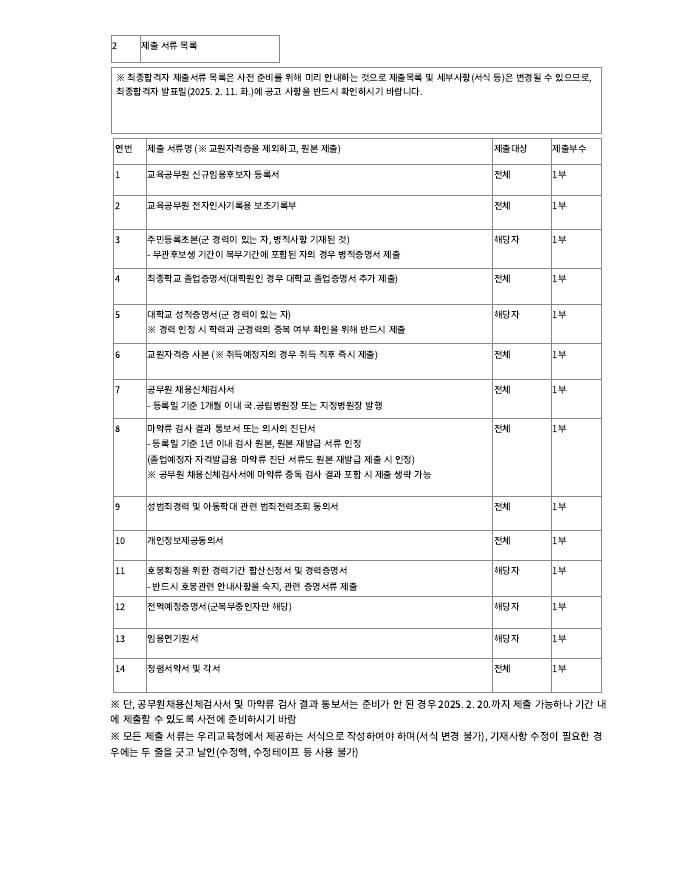 2 제출 서류 목록
※ 최종합격자 제출서류 목록은 사전 준비를 위해 미리 안내하는 것으로 제출목록 및 세부사항(서식 등)은 변경될 수 있으므로,
최종합격자 발표일(2025. 2. 11. 화.)에 공고 사항을 반드시 확인하시기 바랍니다.
연번 제출 서류명 (※ 교원자격증을 제외하고, 원본 제출) 제출대상 제출부수
1 교육공무원 신규임용후보자 등록서 전체 1부
2 교육공무원 전자인사기록용 보조기록부 전체 1부
3 주민등록초본(군 경력이 있는 자, 병적사항 기재된 것) 해당자 1부
- 무관후보생 기간이 복무기간에 포함된 자의 경우 병적증명서 제출
4 최종학교 졸업증명서(대학원인 경우 대학교 졸업증명서 추가 제출) 전체 1부
5 대학교 성적증명서(군 경력이 있는 자) 해당자 1부
※ 경력 인정 시 학력과 군경력의 중복 여부 확인을 위해 반드시 제출
6 교원자격증 사본 (※ 취득예정자의 경우 취득 직후 즉시 제출) 전체 1부
7 공무원 채용신체검사서 전체 1부
- 등록일 기준 1개월 이내 국.공립병원장 또는 지정병원장 발행
8 마약류 검사 결과 통보서 또는 의사의 진단서 전체 1부
- 등록일 기준 1년 이내 검사 원본, 원본 재발급 서류 인정
(졸업예정자 자격발급용 마약류 진단 서류도 원본 재발급 제출 시 인정)
※ 공무원 채용신체검사서에 마약류 중독 검사 결과 포함 시 제출 생략 가능
9 성범죄경력 및 아동학대 관련 범죄전력조회 동의서 전체 1부
10 개인정보제공동의서 전체 1부
11 호봉획정을 위한 경력기간 합산신청서 및 경력증명서 해당자 1부
- 반드시 호봉관련 안내사항을 숙지, 관련 증명서류 제출
12 전역예정증명서(군복무중인자만 해당) 해당자 1부
13 임용연기원서 해당자 1부
14 청렴서약서 및 각서 전체 1부
※ 단, 공무원채용신체검사서 및 마약류 검사 결과 통보서는 준비가 안 된 경우 2025. 2. 20.까지 제출 가능하나 기간 내
에 제출할 수 있도록 사전에 준비하시기 바람
※ 모든 제출 서류는 우리교육청에서 제공하는 서식으로 작성하여야 하며(서식 변경 불가), 기재사항 수정이 필요한 경
우에는 두 줄을 긋고 날인(수정액, 수정테이프 등 사용 불가)